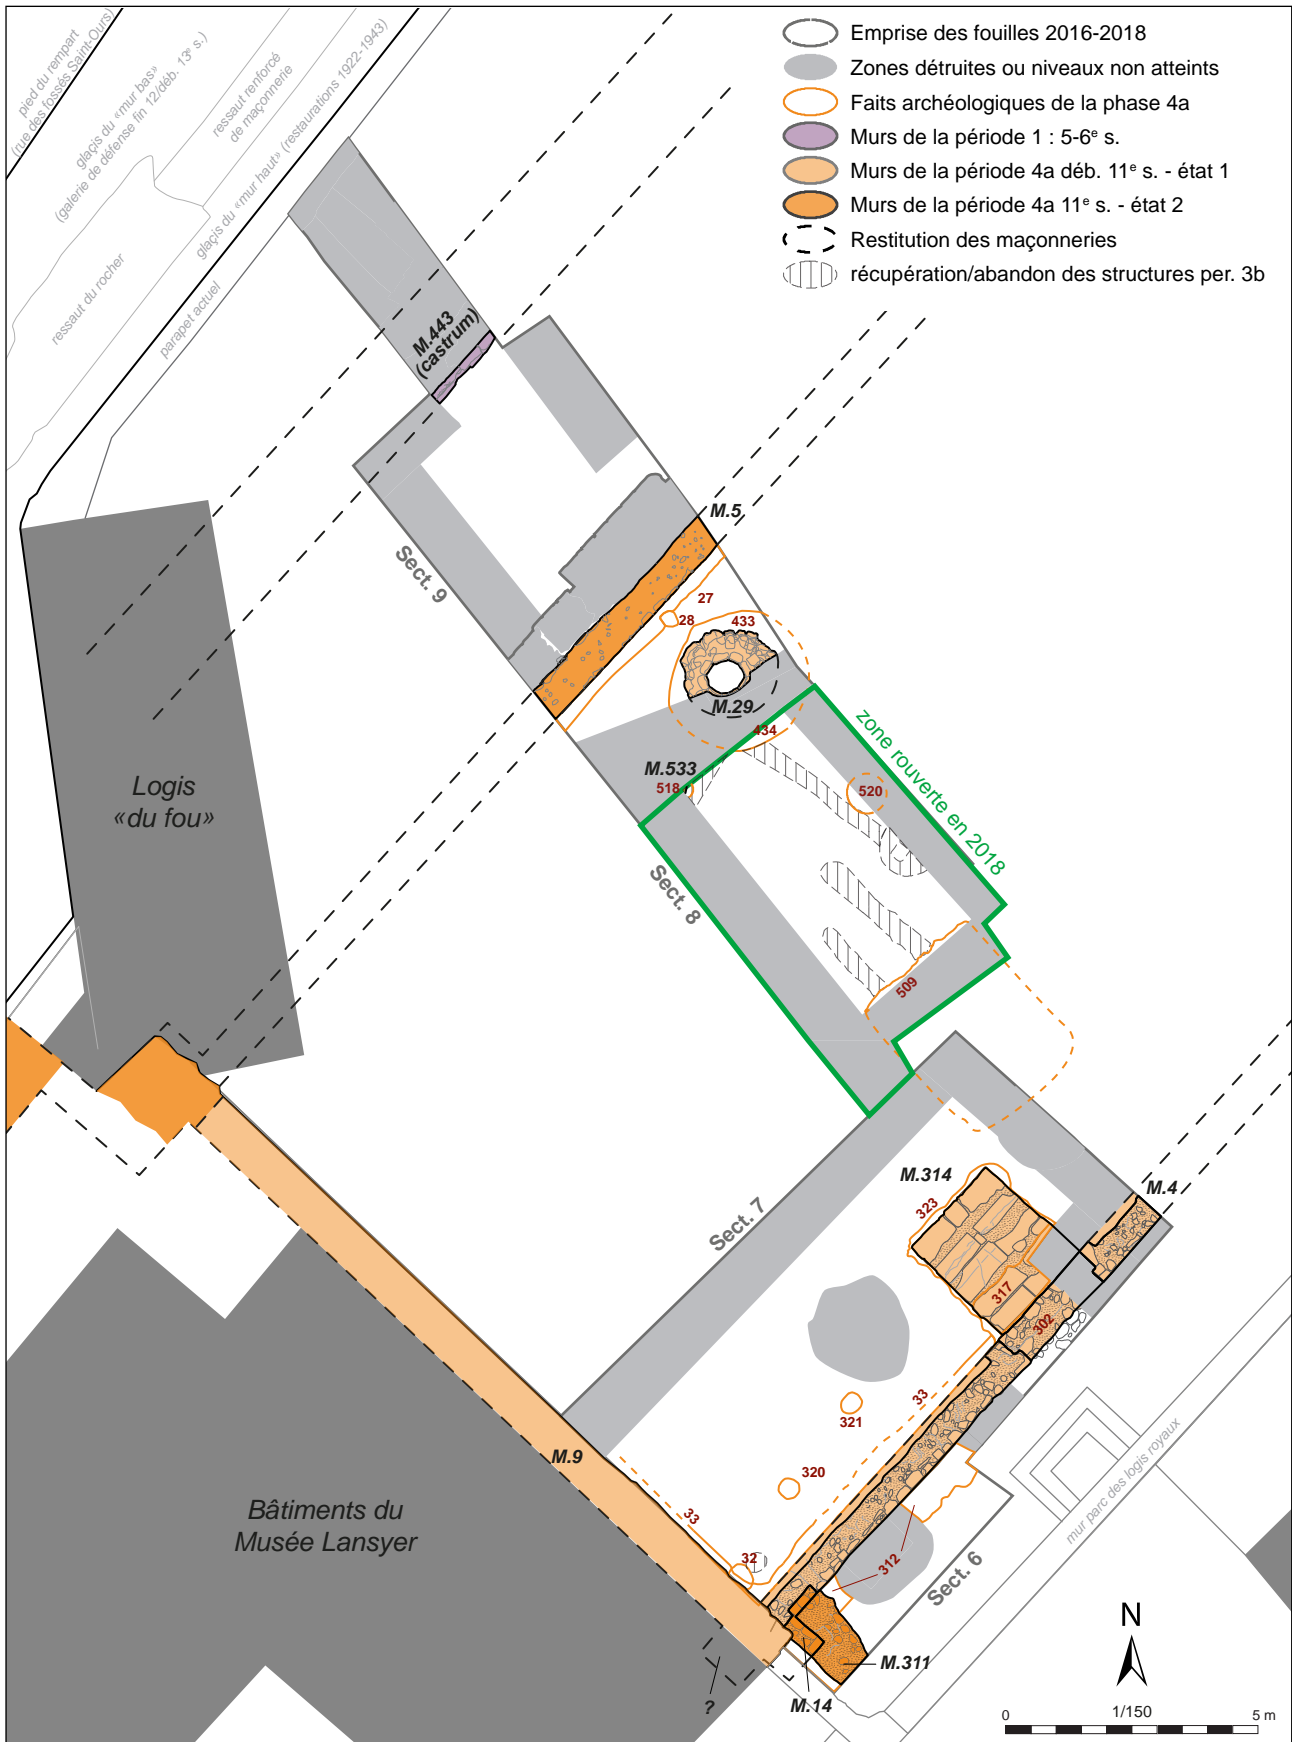 Emprise des fouilles 2016-2018
Zones détruites ou niveaux non atteints
Faits archéologiques de la phase 4a
Murs de la période 1 : 5-6e s.
Murs de la période 4a déb. 11e s. - état 1
Murs de la période 4a 11e s. - état 2
Restitution des maçonneries
récupération/abandon des structures per. 3b
pied du rempart
(rue des fossés Saint-Ours)
glaçis du «mur bas»
(galerie de défense fin 12/déb. 13e s.)
ressaut renforcé
de maçonnerie
glaçis du «mur haut» (restaurations 1922-1943)
ressaut du rocher
parapet actuel
M.443
(castrum)
M.5
Sect. 9
27
28
433
M.29
434
M.533
518
520
zone rouverte en 2018
Logis
«du fou»
Sect. 8
509
M.314
M.4
323
Sect. 7
317
302
33
321
M.9
320
mur parc des logis royaux
Bâtiments du
Musée Lansyer
33
32
312
Sect. 6
N
M.311
?
M.14
0
1/150
5 m